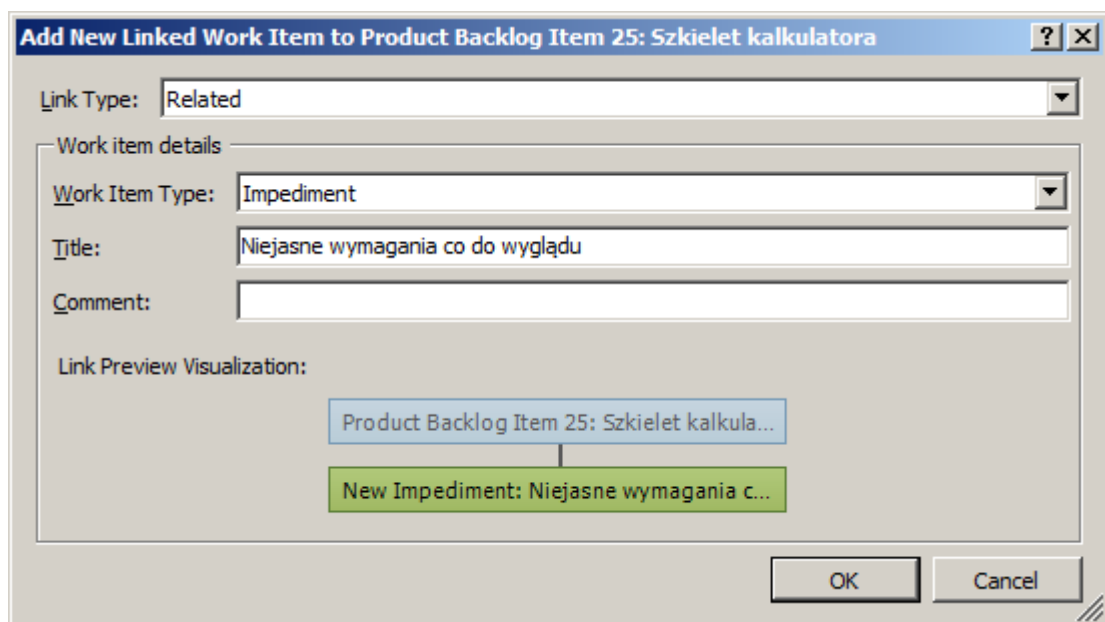 Add New Linked Work Item to Product Backlog Item 25: Szkielet kalkulatora
Link Type: Related
Work item details
Work Item Type: Impediment
Title: Niejasne wymagania co do wyglądu
Comment:
Link Preview Visualization:
Product Backlog Item 25: Szkielet kalkula...
New Impediment: Niejasne wymagania c...
OK Cancel